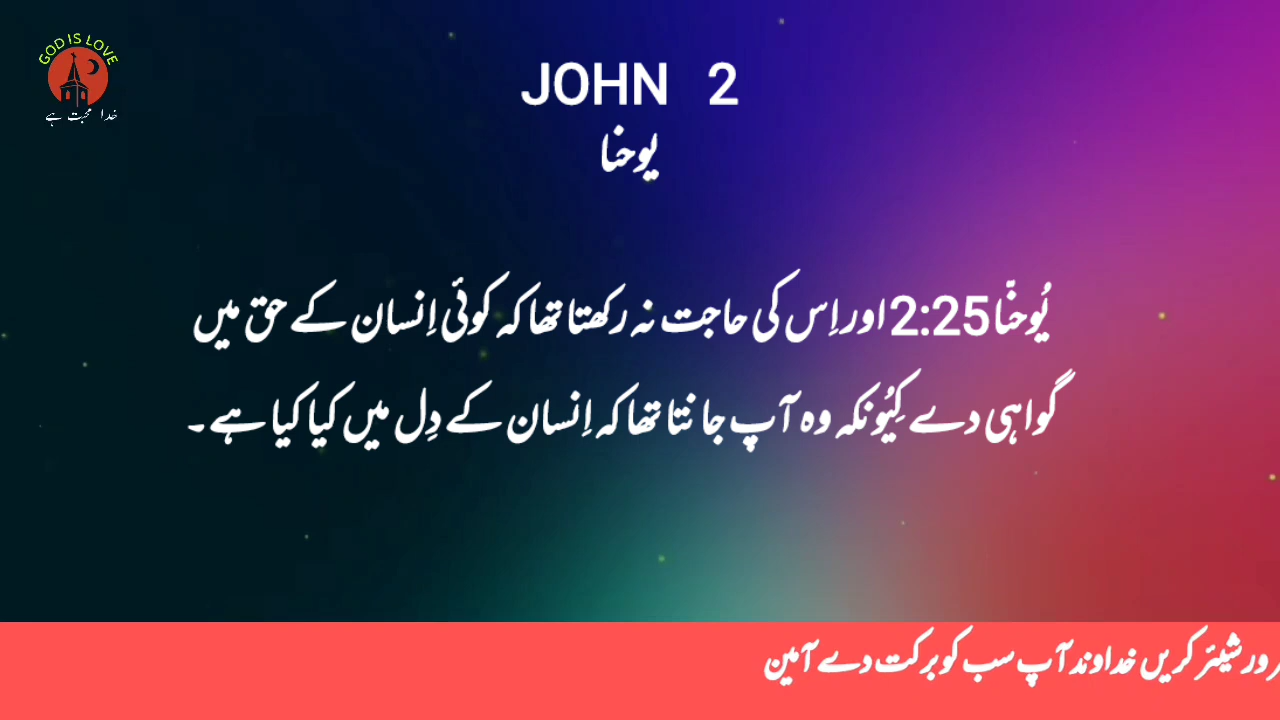 GOD IS LOVE
خدا محبت ہے
JOHN 2
یوحنا
یُوحنّا 2:25 اور اِس کی حاجت نہ رکھتا تھا کہ کوئی اِنسان کے حق میں
گواہی دے کِیُونکہ وہ آپ جانتا تھا کہ اِنسان کے دِل میں کیا کیا ہے۔
شیئر کریں خداوند آپ سب کو برکت دے آمین